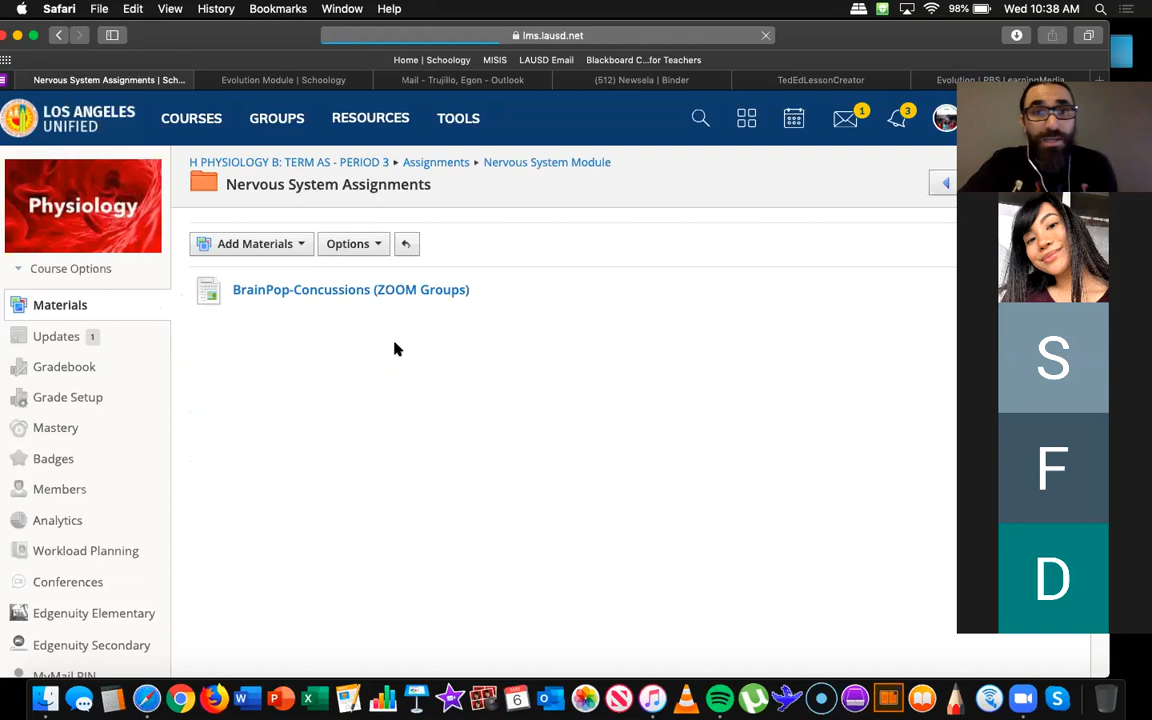 Safari File Edit View History Bookmarks Window Help 98% Wed 10:38 AM
lms.lausd.net
Home | Schoology MISIS LAUSD Email Blackboard C...for Teachers
Nervous System Assignments | Sch... Evolution Module | Schoology Mail - Trujillo, Egon - Outlook (512) Newsela | Binder TedEdLessonCreator Evolution | PBS LearningMedia
LOS ANGELES
UNIFIED
COURSES GROUPS RESOURCES TOOLS 1 3
H PHYSIOLOGY B: TERM AS - PERIOD 3 ▸ Assignments ▸ Nervous System Module
Nervous System Assignments
Physiology
Add Materials Options
Course Options
BrainPop-Concussions (ZOOM Groups)
Materials
Updates 1
Gradebook
Grade Setup
Mastery
Badges
Members
Analytics
Workload Planning
Conferences
Edgenuity Elementary
Edgenuity Secondary
MyMail PIN
S
F
D
W P X 6 S